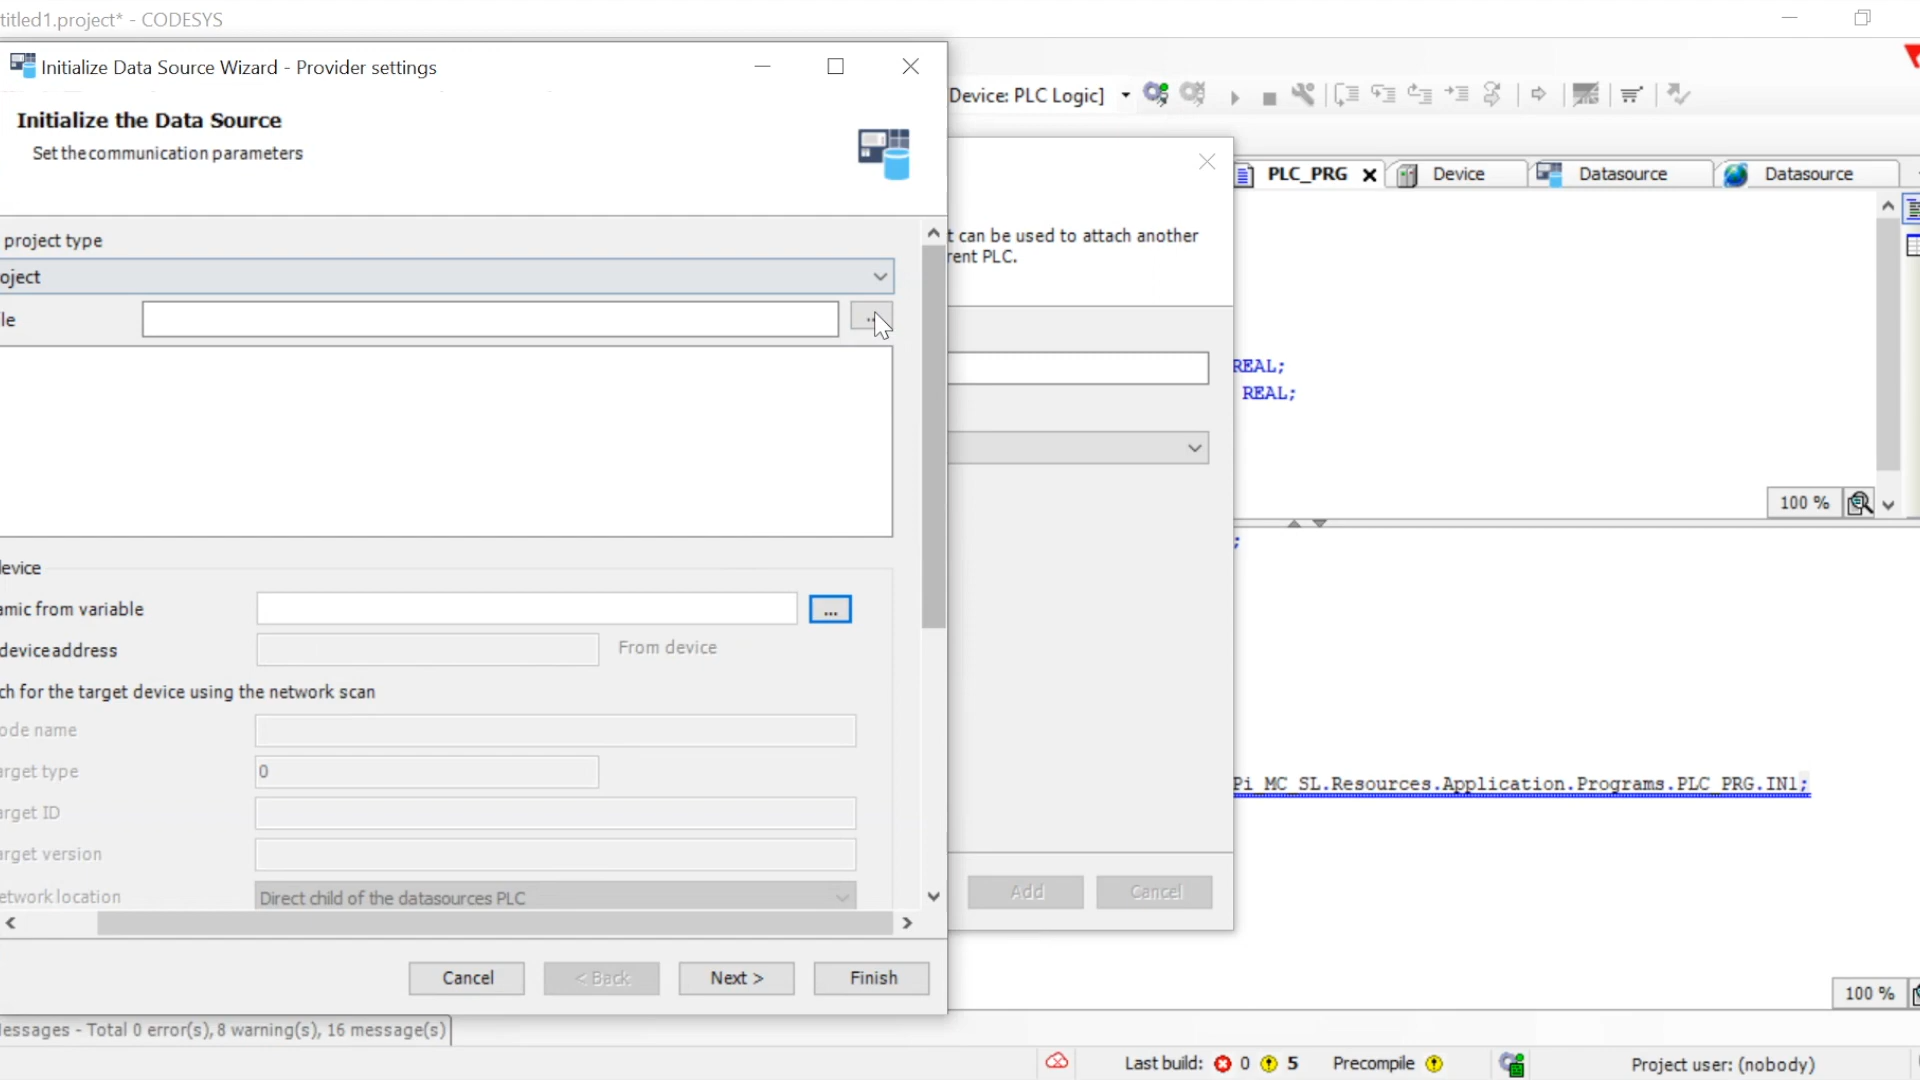 titled1.project* - CODESYS
Initialize Data Source Wizard - Provider settings
Initialize the Data Source
Set the communication parameters
project type
oject
le
...
evice
amic from variable
...
device address
From device
ch for the target device using the network scan
ode name
arget type
0
arget ID
arget version
etwork location
Direct child of the datasources PLC
Cancel
< Back
Next >
Finish
Device: PLC Logic]
t can be used to attach another
rent PLC.
Add
Cancel
PLC_PRG
Device
Datasource
Datasource
REAL;
REAL;
100 %
;
Pi_MC_SL.Resources.Application.Programs.PLC_PRG.IN1;
100 %
essages - Total 0 error(s), 8 warning(s), 16 message(s)
Last build: 0 5
Precompile
Project user: (nobody)